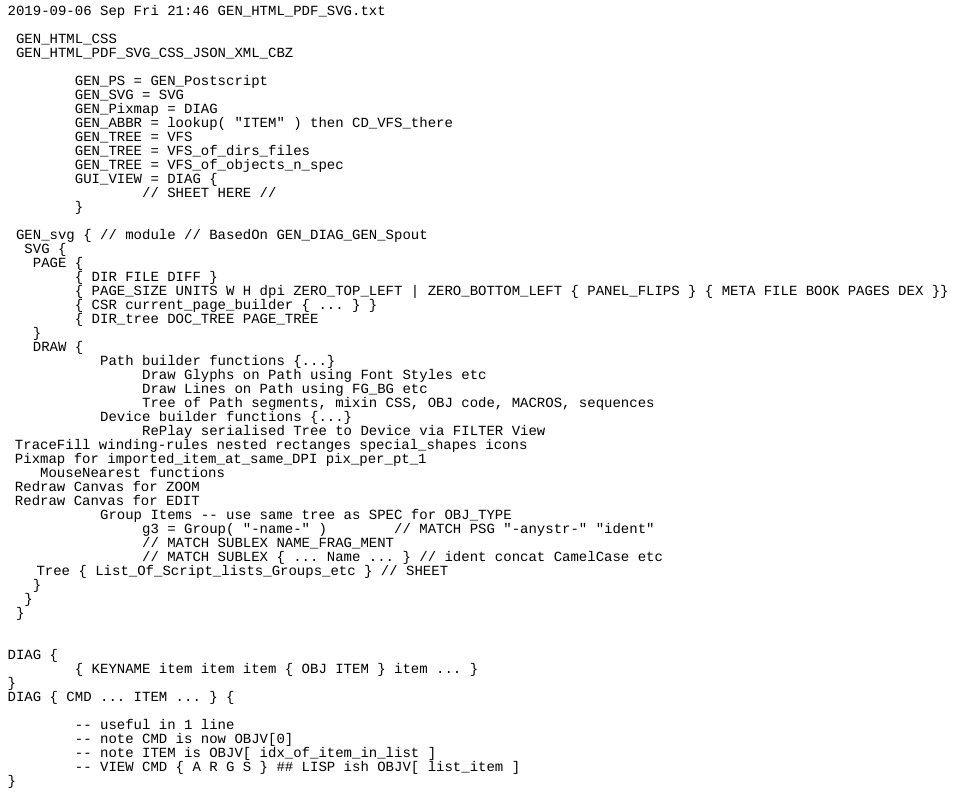 2019-09-06 Sep Fri 21:46 GEN_HTML_PDF_SVG.txt

 GEN_HTML_CSS
 GEN_HTML_PDF_SVG_CSS_JSON_XML_CBZ

        GEN_PS = GEN_Postscript
        GEN_SVG = SVG
        GEN_Pixmap = DIAG
        GEN_ABBR = lookup( "ITEM" ) then CD_VFS_there
        GEN_TREE = VFS
        GEN_TREE = VFS_of_dirs_files
        GEN_TREE = VFS_of_objects_n_spec
        GUI_VIEW = DIAG {
                // SHEET HERE //
        }

 GEN_svg { // module // BasedOn GEN_DIAG_GEN_Spout
  SVG {
   PAGE {
        { DIR FILE DIFF }
        { PAGE_SIZE UNITS W H dpi ZERO_TOP_LEFT | ZERO_BOTTOM_LEFT { PANEL_FLIPS } { META FILE BOOK PAGES DEX }}
        { CSR current_page_builder { ... } }
        { DIR_tree DOC_TREE PAGE_TREE
   }
   DRAW {
           Path builder functions {...}
                Draw Glyphs on Path using Font Styles etc
                Draw Lines on Path using FG_BG etc
                Tree of Path segments, mixin CSS, OBJ code, MACROS, sequences
           Device builder functions {...}
                RePlay serialised Tree to Device via FILTER View
 TraceFill winding-rules nested rectanges special_shapes icons
 Pixmap for imported_item_at_same_DPI pix_per_pt_1
    MouseNearest functions
 Redraw Canvas for ZOOM
 Redraw Canvas for EDIT
           Group Items -- use same tree as SPEC for OBJ_TYPE
                g3 = Group( "-name-" )        // MATCH PSG "-anystr-" "ident"
                // MATCH SUBLEX NAME_FRAG_MENT
                // MATCH SUBLEX { ... Name ... } // ident concat CamelCase etc
    Tree { List_Of_Script_lists_Groups_etc } // SHEET
   }
  }
 }

DIAG {
        { KEYNAME item item item { OBJ ITEM } item ... }
}
DIAG { CMD ... ITEM ... } {

        -- useful in 1 line
        -- note CMD is now OBJV[0]
        -- note ITEM is OBJV[ idx_of_item_in_list ]
        -- VIEW CMD { A R G S } ## LISP ish OBJV[ list_item ]
}